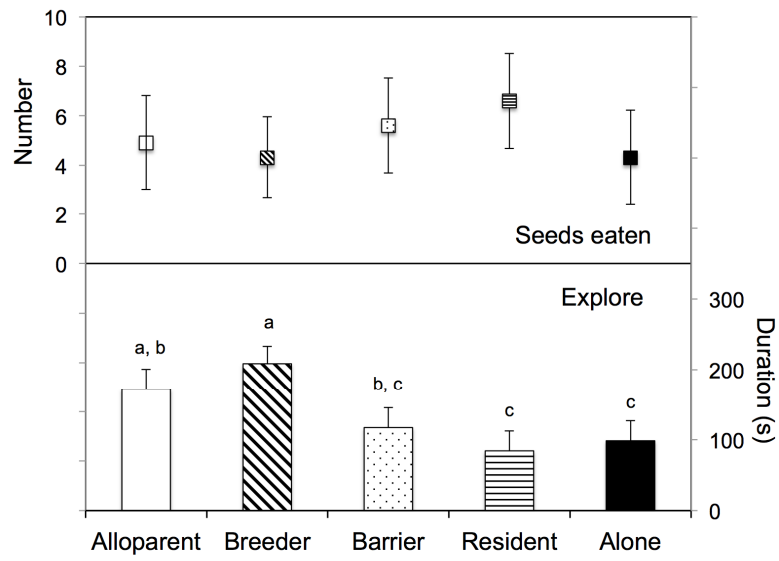 10
8
6
4
2
0
Number
Seeds eaten
Explore
300
200
100
0
Duration (s)
a, b
a
b, c
c
c
Alloparent Breeder Barrier Resident Alone